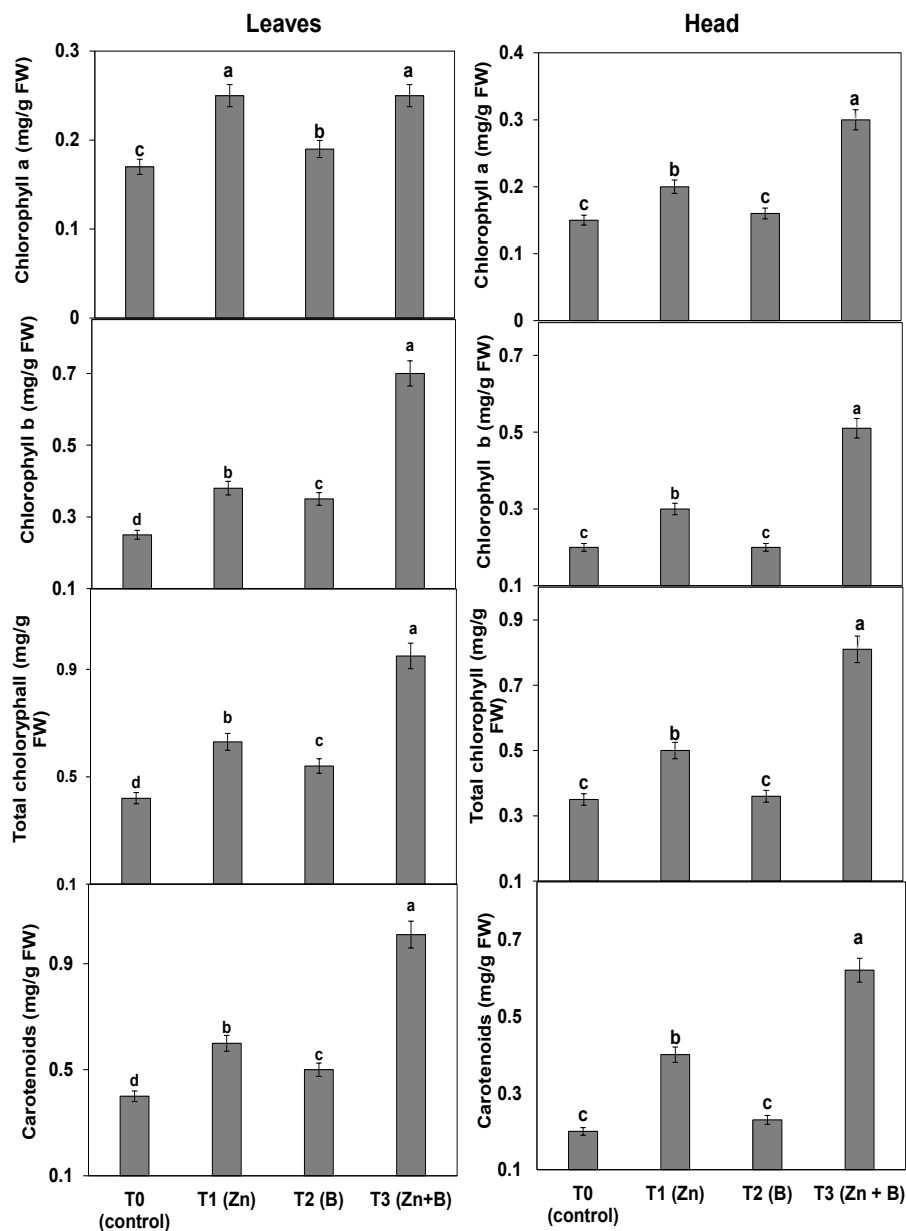 Leaves
Head
Chlorophyll a (mg/g FW)
0.3
0.2
0.1
0
c
a
b
a
Chlorophyll a (mg/g FW)
0.4
0.3
0.2
0.1
0
c
b
c
a
Chlorophyll b (mg/g FW)
0.7
0.5
0.3
0.1
d
b
c
a
Chlorophyll b (mg/g FW)
0.7
0.5
0.3
0.1
c
b
c
a
Total choloryphall (mg/g
FW)
0.9
0.5
0.1
d
b
c
a
Total chlorophyll (mg/g
FW)
0.9
0.7
0.5
0.3
0.1
c
b
c
a
Carotenoids (mg/g FW)
0.9
0.5
0.1
d
b
c
a
Carotenoids (mg/g FW)
0.7
0.5
0.3
0.1
c
b
c
a
T0 T1 (Zn) T2 (B) T3 (Zn+B)
(control)
T0 T1 (Zn) T2 (B) T3 (Zn + B)
(control)